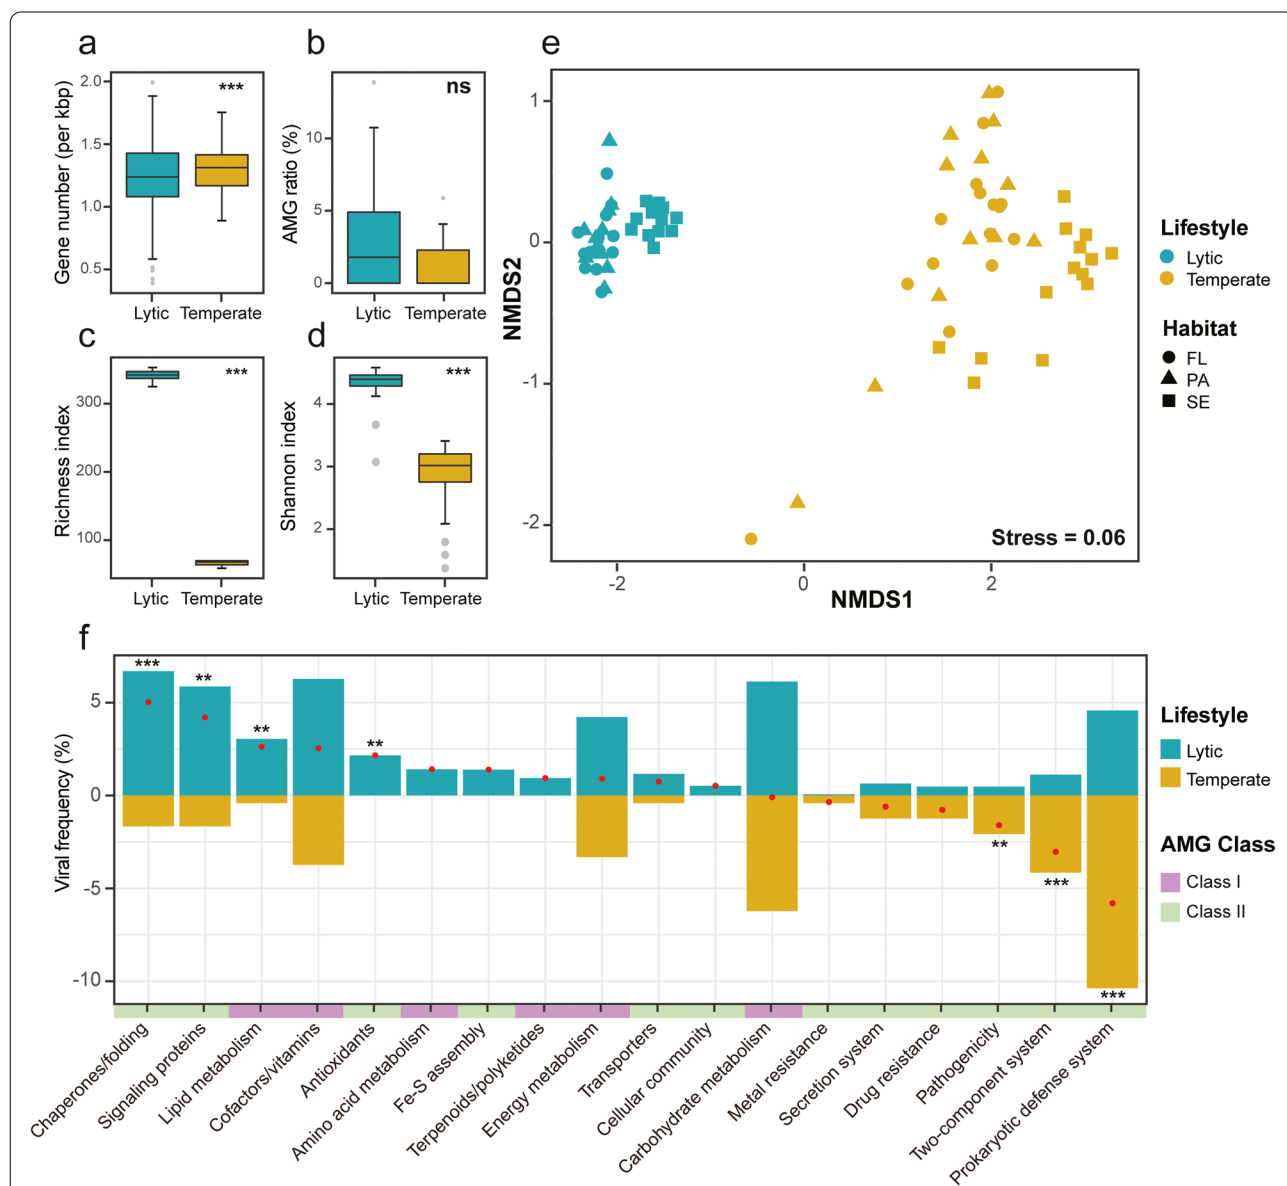 a
Gene number (per kbp)
2.0
1.5
1.0
0.5
***
Lytic Temperate
b
AMG ratio (%)
10
5
0
ns
Lytic Temperate
c
Richness index
300
200
100
***
Lytic Temperate
d
Shannon index
4
3
2
***
Lytic Temperate
e
NMDS2
1
0
-1
-2
Stress = 0.06
-2 0 2
NMDS1
Lifestyle
Lytic
Temperate
Habitat
FL
PA
SE
f
Viral frequency (%)
5
0
-5
-10
***
**
**
**
**
***
***
Chaperones/folding
Signaling proteins
Lipid metabolism
Cofactors/vitamins
Antioxidants
Amino acid metabolism
Fe-S assembly
Terpenoids/polyketides
Energy metabolism
Transporters
Cellular community
Carbohydrate metabolism
Metal resistance
Secretion system
Drug resistance
Pathogenicity
Two-component system
Prokaryotic defense system
Lifestyle
Lytic
Temperate
AMG Class
Class I
Class II